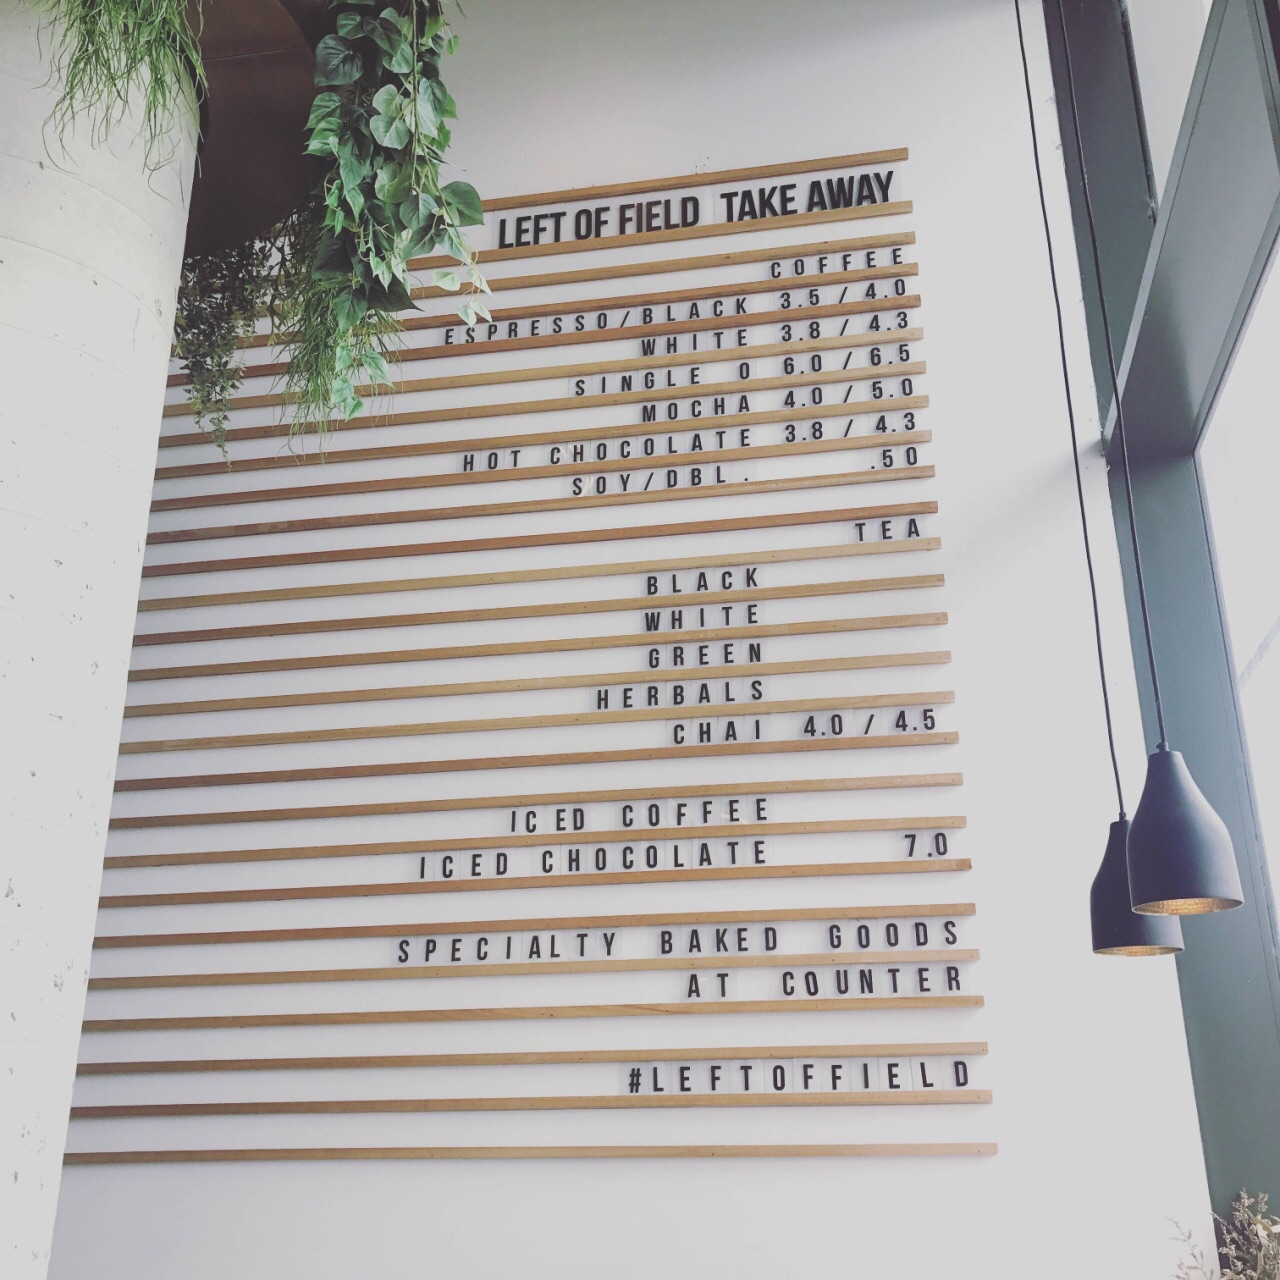 LEFT OF FIELD TAKE AWAY
COFFEE
ESPRESSO/BLACK 3.5 / 4.0
WHITE 3.8 / 4.3
SINGLE O 6.0 / 6.5
MOCHA 4.0 / 5.0
HOT CHOCOLATE 3.8 / 4.3
SOY/DBL. .50
TEA
BLACK
WHITE
GREEN
HERBALS
CHAI 4.0 / 4.5
ICED COFFEE
ICED CHOCOLATE 7.0
SPECIALTY BAKED GOODS
AT COUNTER
#LEFTOFFIELD